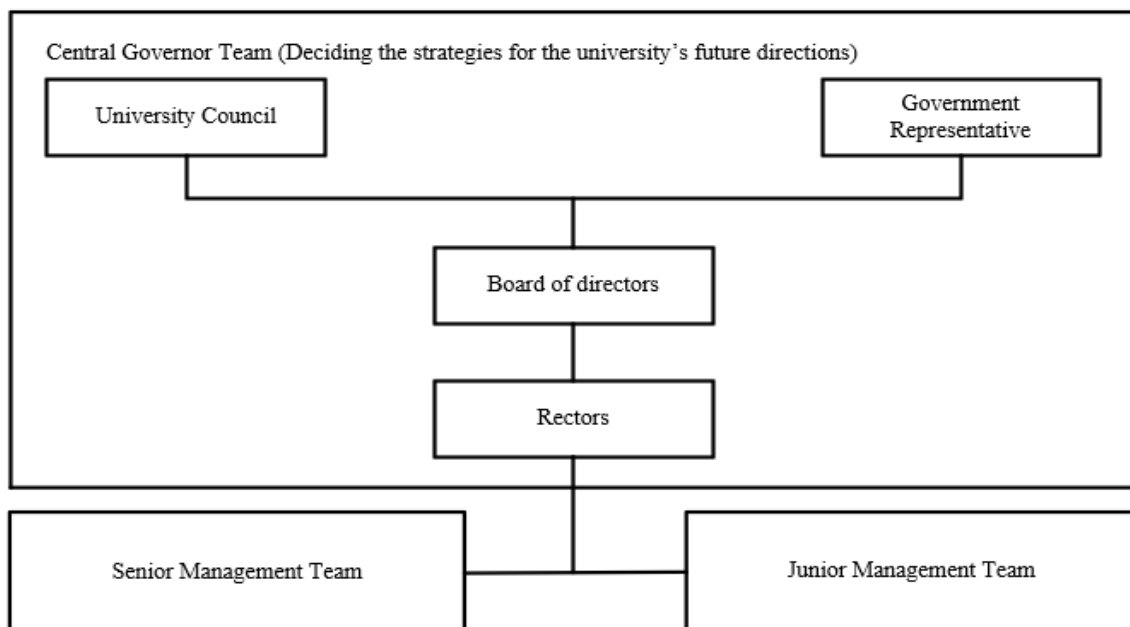 Central Governor Team (Deciding the strategies for the university’s future directions)
University Council
Government
Representative
Board of directors
Rectors
Senior Management Team
Junior Management Team